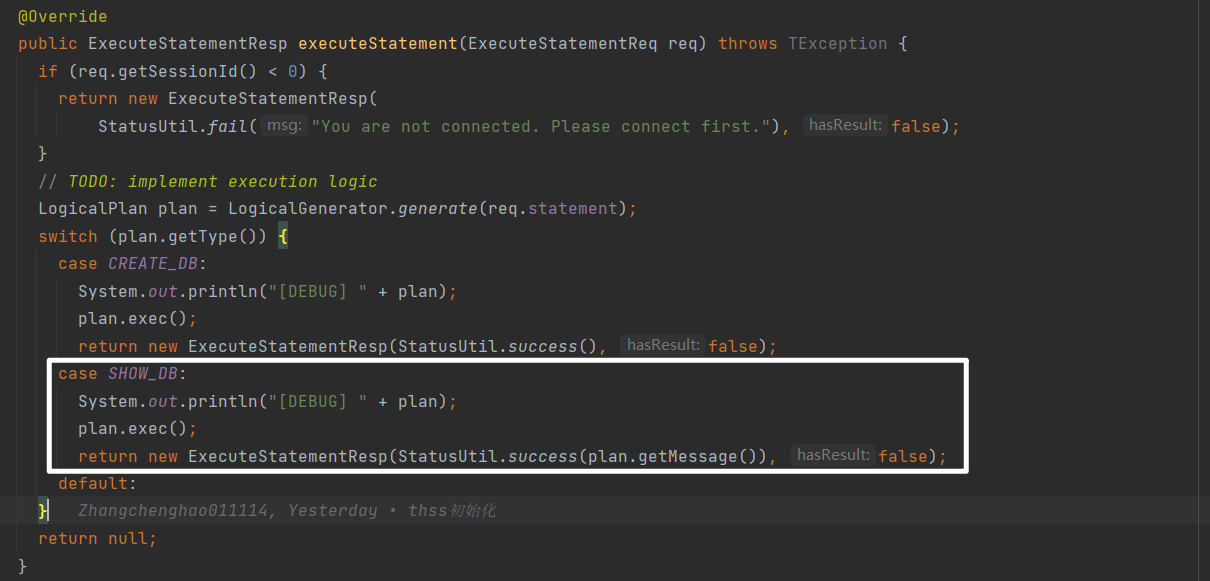 @Override
public ExecuteStatementResp executeStatement(ExecuteStatementReq req) throws TException {
if (req.getSessionId() < 0) {
return new ExecuteStatementResp(
StatusUtil.fail( msg: "You are not connected. Please connect first."), hasResult: false);
}
// TODO: implement execution logic
LogicalPlan plan = LogicalGenerator.generate(req.statement);
switch (plan.getType()) {
case CREATE_DB:
System.out.println("[DEBUG] " + plan);
plan.exec();
return new ExecuteStatementResp(StatusUtil.success(), hasResult: false);
case SHOW_DB:
System.out.println("[DEBUG] " + plan);
plan.exec();
return new ExecuteStatementResp(StatusUtil.success(plan.getMessage()), hasResult: false);
default:
} Zhangchenghao011114, Yesterday • thss初始化
return null;
}